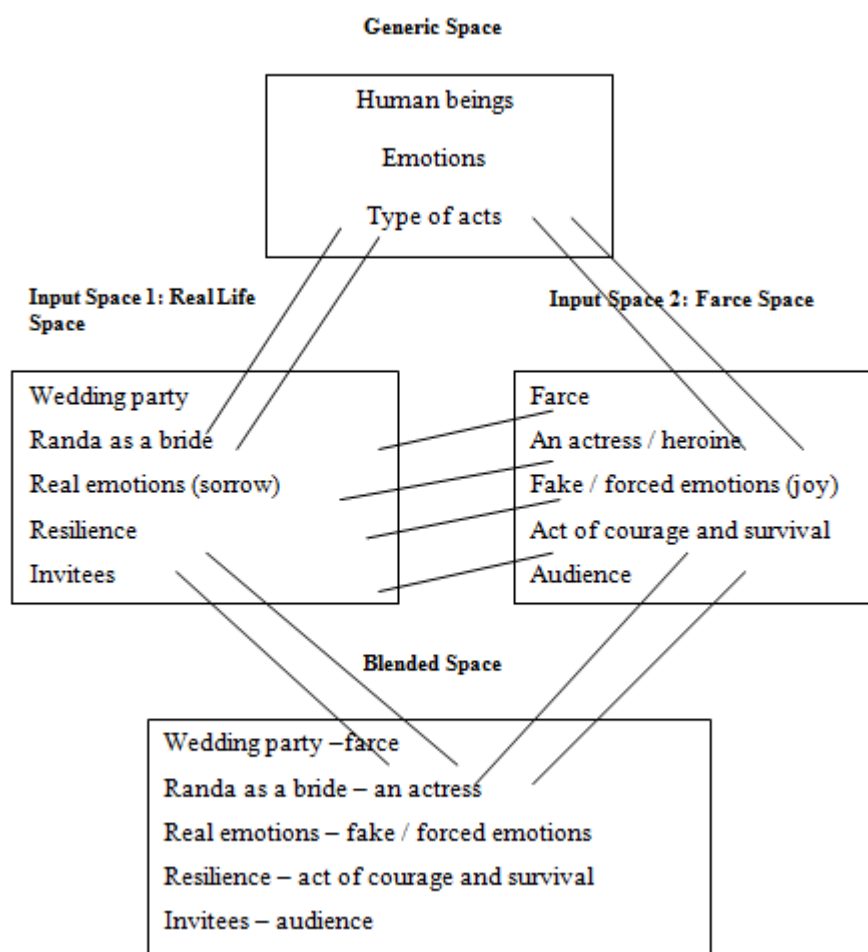 Generic Space
Human beings
Emotions
Type of acts
Input Space 1: Real Life
Space
Input Space 2: Farce Space
Wedding party
Randa as a bride
Real emotions (sorrow)
Resilience
Invitees
Farce
An actress / heroine
Fake / forced emotions (joy)
Act of courage and survival
Audience
Blended Space
Wedding party –farce
Randa as a bride – an actress
Real emotions – fake / forced emotions
Resilience – act of courage and survival
Invitees – audience